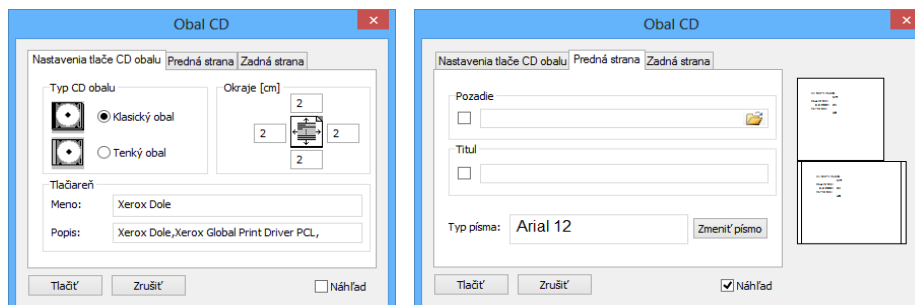 Obal CD
Nastavenia tlače CD obalu Predná strana Zadná strana
Typ CD obalu
Klasický obal
Tenký obal
Okraje [cm]
2
2 2
2
Tlačiareň
Meno: Xerox Dole
Popis: Xerox Dole,Xerox Global Print Driver PCL,
Tlačiť Zrušiť Náhľad
Obal CD
Nastavenia tlače CD obalu Predná strana Zadná strana
Pozadie
Titul
Typ písma: Arial 12 Zmeniť písmo
Tlačiť Zrušiť Náhľad